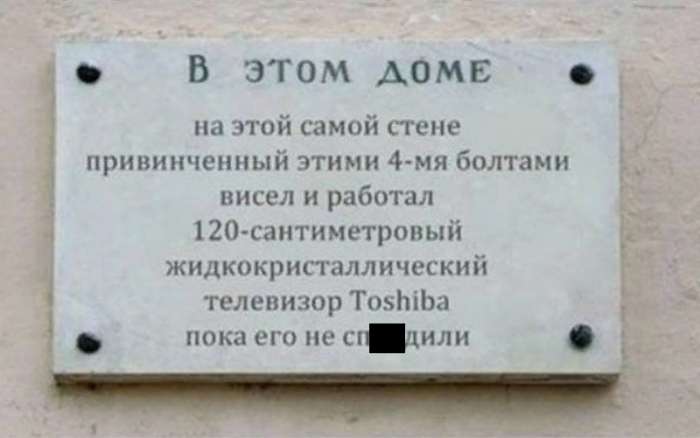 В ЭТОМ ДОМЕ
на этой самой стене
привинченный этими 4-мя болтами
висел и работал
120-сантиметровый
жидкокристаллический
телевизор Toshiba
пока его не